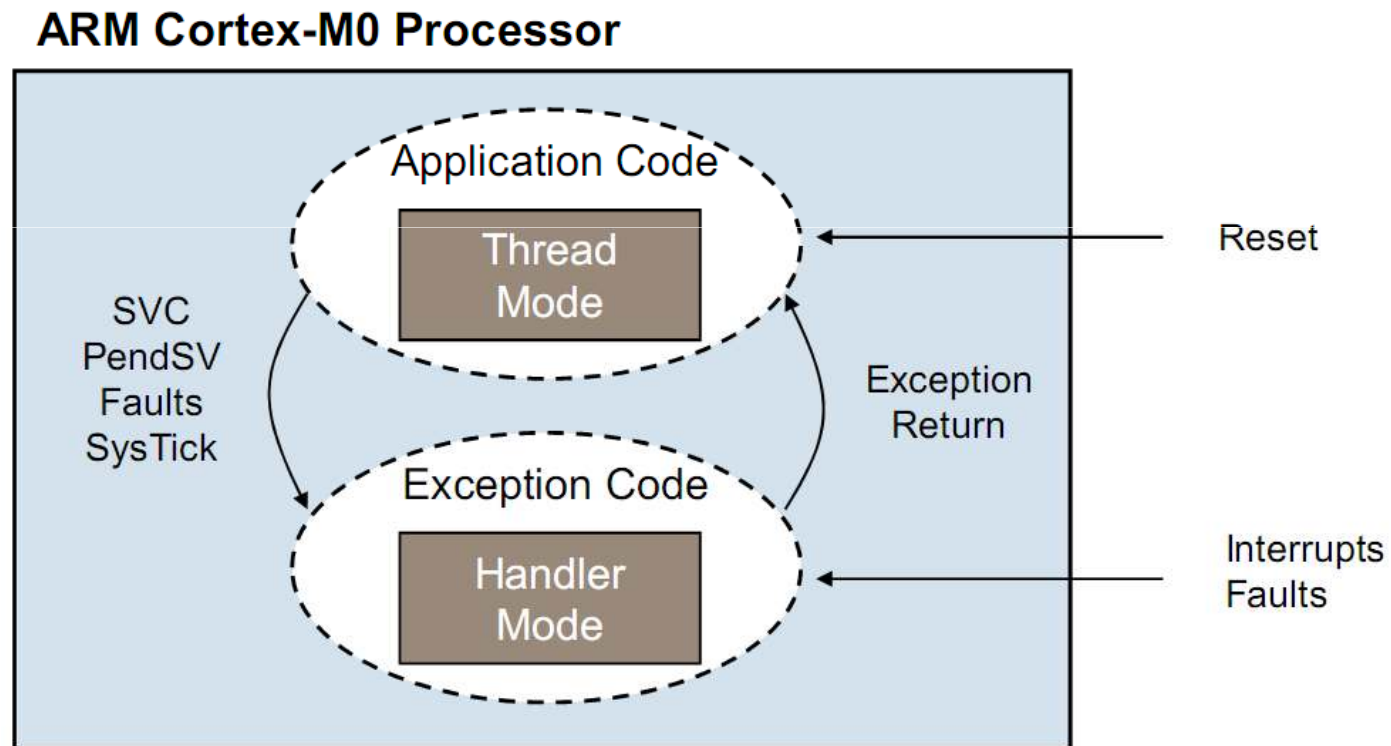 ARM Cortex-M0 Processor
Application Code
Thread
Mode
Reset
SVC
PendSV
Faults
SysTick
Exception
Return
Exception Code
Handler
Mode
Interrupts
Faults